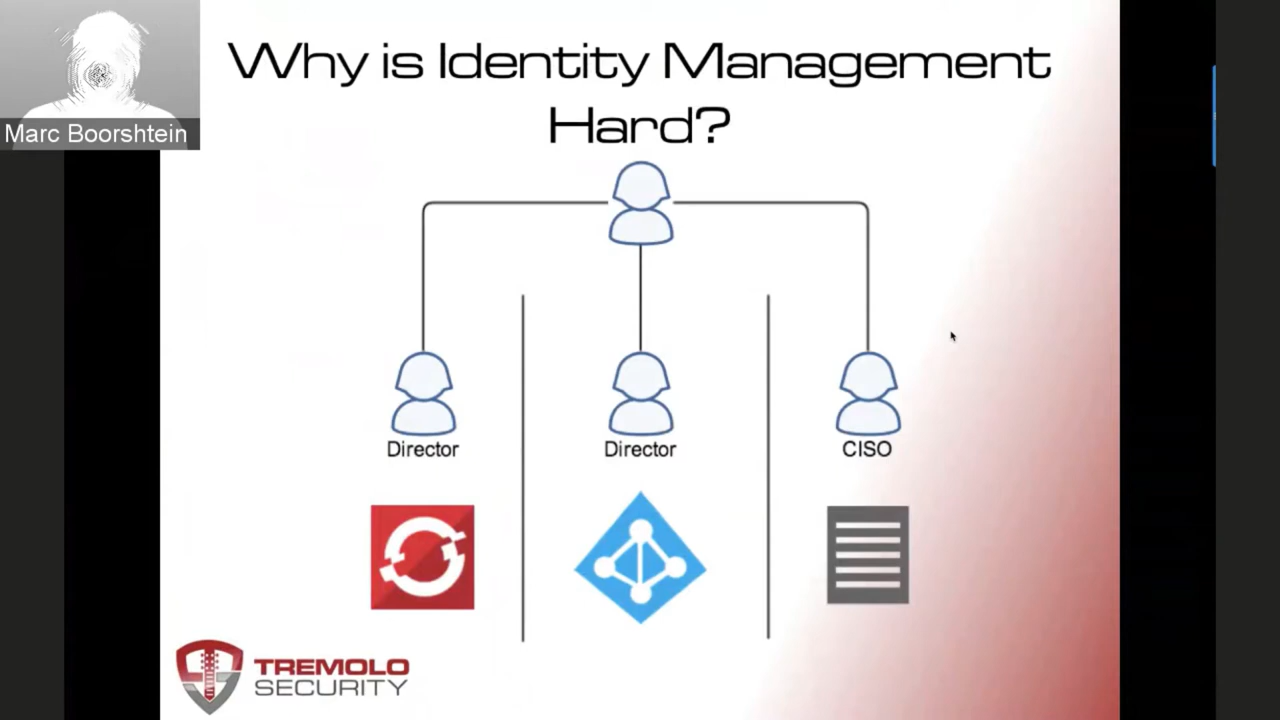 Marc Boorshtein
Why is Identity Management
Hard?
Director
Director
CISO
TREMOLO
SECURITY